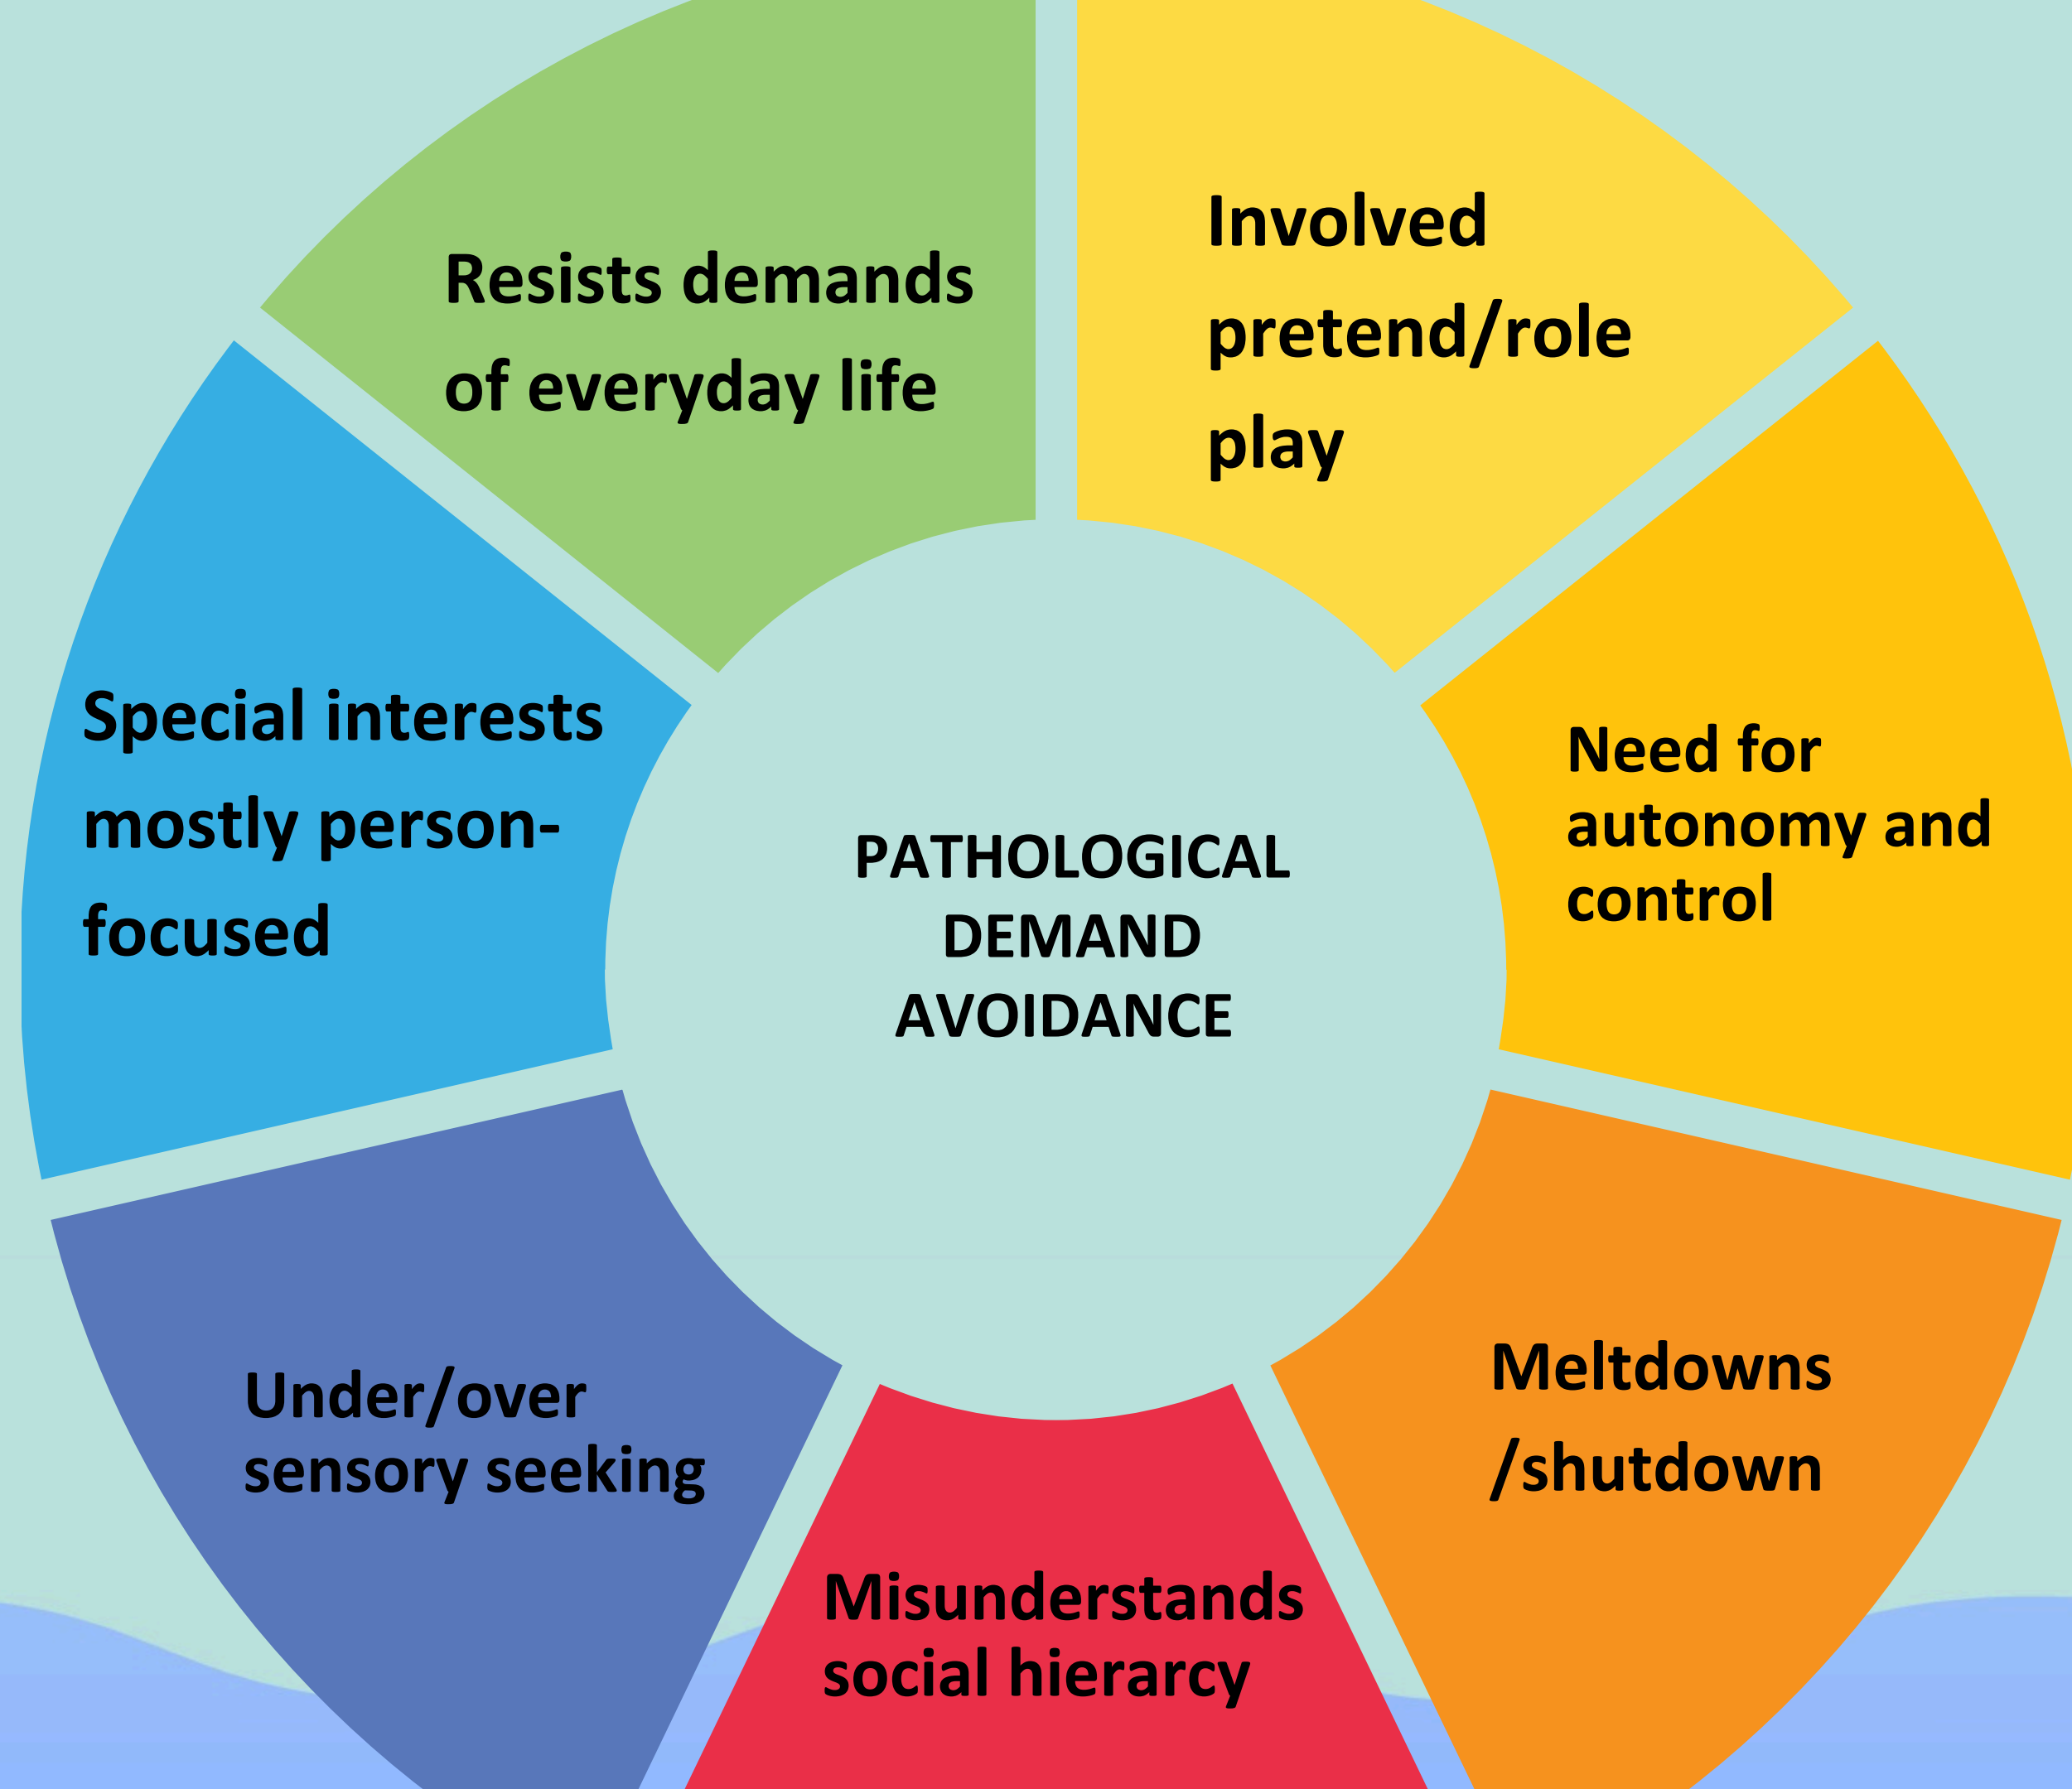 Resists demands
of everyday life
Involved
pretend/role
play
Special interests
mostly person-
focused
Need for
autonomy and
control
PATHOLOGICAL
DEMAND
AVOIDANCE
Under/over
sensory seeking
Meltdowns
/shutdown
Misunderstands
social hierarcy